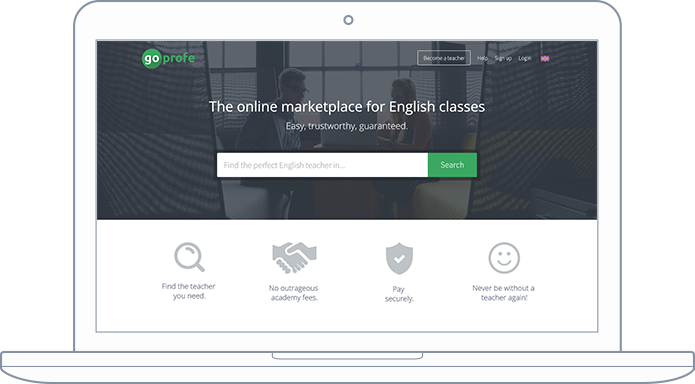 goprofe
Become a teacher Help Sign up Login
The online marketplace for English classes
Easy, trustworthy, guaranteed.
Find the perfect English teacher in... Search
Find the teacher
you need.
No outrageous
academy fees.
Pay
securely.
Never be without a
teacher again!